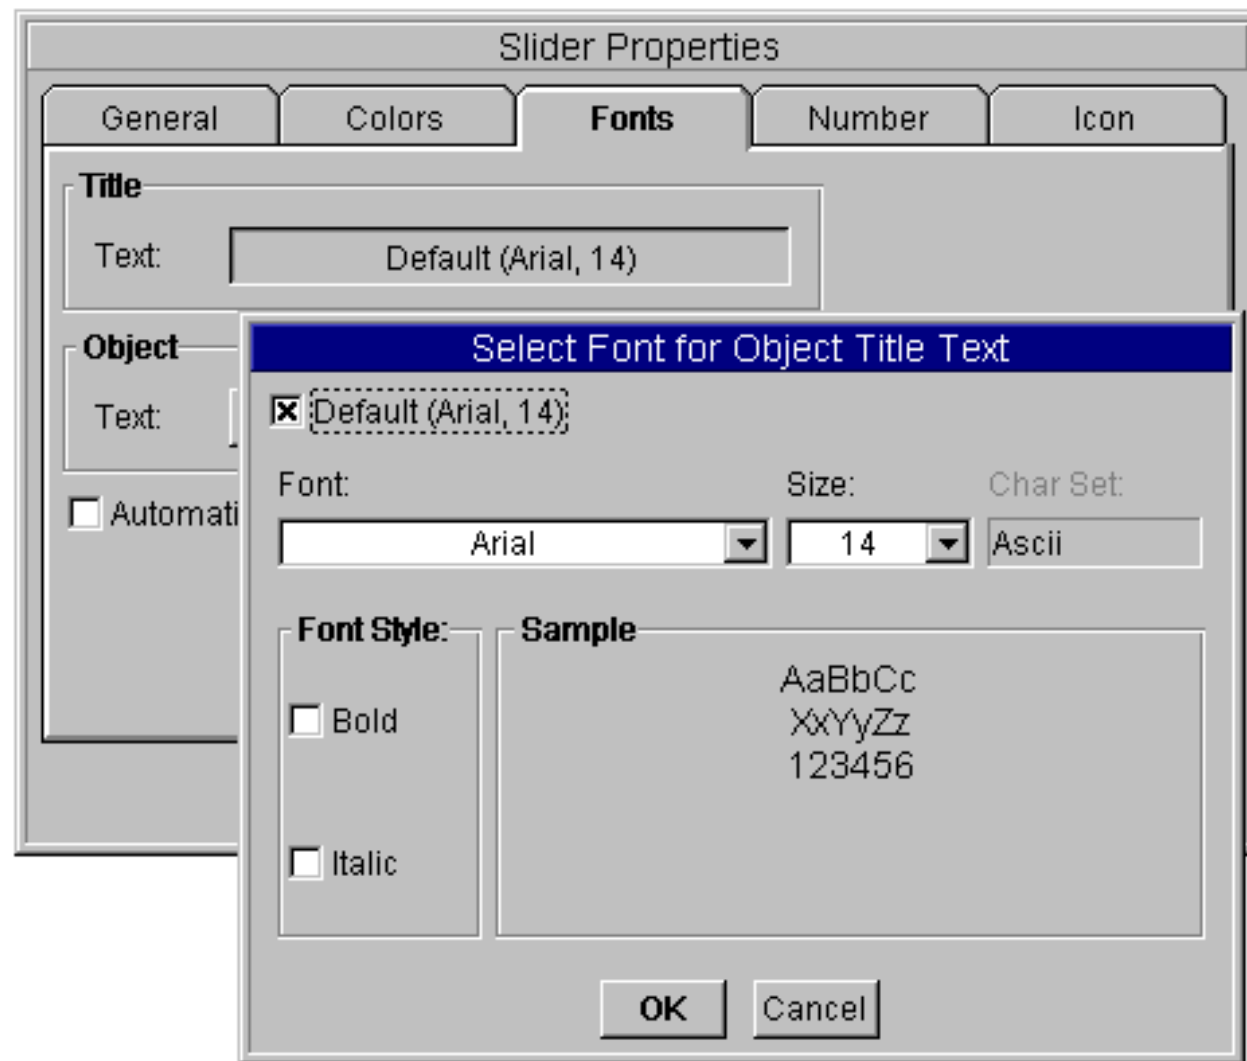 Slider Properties
General Colors Fonts Number Icon
Title
Text: Default (Arial, 14)
Object
Text:
Automati
Select Font for Object Title Text
Default (Arial, 14)
Font: Size: Char Set:
Arial 14 Ascii
Font Style: Sample
AaBbCc
XxYyZz
123456
Bold
Italic
OK Cancel